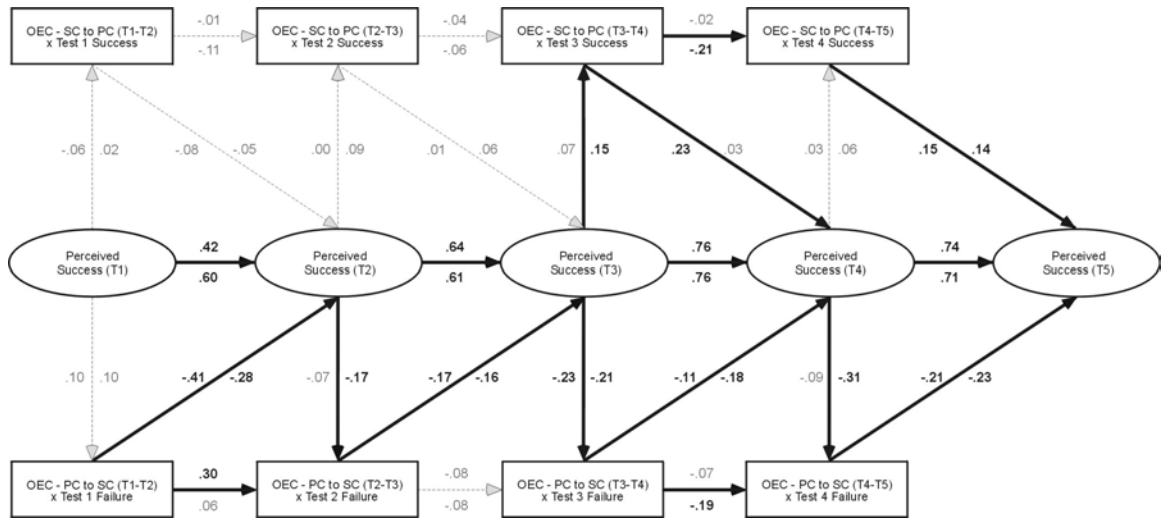 OEC - SC to PC (T1-T2)
x Test 1 Success
-.01
-.11
OEC - SC to PC (T2-T3)
x Test 2 Success
-.04
-.06
OEC - SC to PC (T3-T4)
x Test 3 Success
-.02
-.21
OEC - SC to PC (T4-T5)
x Test 4 Success
-.06 .02
-.08 -.05
.00 .09
.01 .06
.07 .15
.23 .03
.03 .06
.15 .14
Perceived
Success (T1)
.42
.60
Perceived
Success (T2)
.64
.61
Perceived
Success (T3)
.76
.76
Perceived
Success (T4)
.74
.71
Perceived
Success (T5)
.10 .10
-.41 -.28
-.07 -.17
-.17 -.16
-.23 -.21
-.11 -.18
-.09 -.31
-.21 -.23
OEC - PC to SC (T1-T2)
x Test 1 Failure
.30
.06
OEC - PC to SC (T2-T3)
x Test 2 Failure
-.08
-.08
OEC - PC to SC (T3-T4)
x Test 3 Failure
-.07
-.19
OEC - PC to SC (T4-T5)
x Test 4 Failure